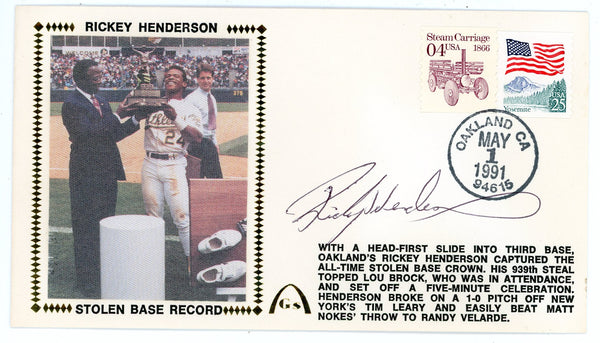 RICKEY HENDERSON
Steam Carriage
04 USA 1866
Yosemite
USA
25
OAKLAND CA
MAY
1
1991
94615
24
Rickey Henderson
WITH A HEAD-FIRST SLIDE INTO THIRD BASE,
OAKLAND'S RICKEY HENDERSON CAPTURED THE
ALL-TIME STOLEN BASE CROWN. HIS 939th STEAL
TOPPED LOU BROCK, WHO WAS IN ATTENDANCE,
AND SET OFF A FIVE-MINUTE CELEBRATION.
HENDERSON BROKE ON A 1-0 PITCH OFF NEW
YORK'S TIM LEARY AND EASILY BEAT MATT
NOKES' THROW TO RANDY VELARDE.
STOLEN BASE RECORD
G S